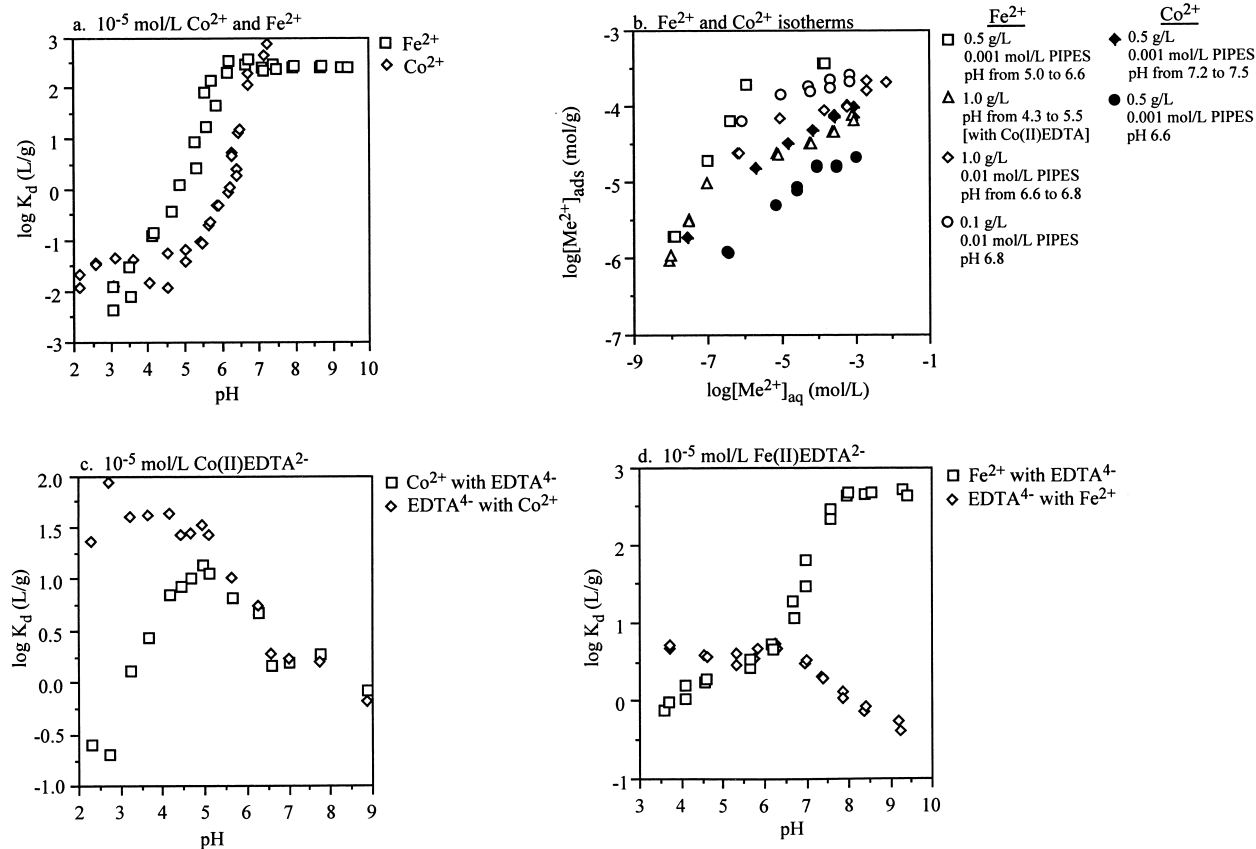 a. 10⁻⁵ mol/L Co²⁺ and Fe²⁺
Fe²⁺
Co²⁺
3
2
1
0
-1
-2
-3
log K_d (L/g)
2 3 4 5 6 7 8 9 10
pH
b. Fe²⁺ and Co²⁺ isotherms
-3
-4
-5
-6
-7
log[Me²⁺]ads (mol/g)
-9 -7 -5 -3 -1
log[Me²⁺]aq (mol/L)
Fe²⁺
0.5 g/L
0.001 mol/L PIPES
pH from 5.0 to 6.6
1.0 g/L
pH from 4.3 to 5.5
[with Co(II)EDTA]
1.0 g/L
0.01 mol/L PIPES
pH from 6.6 to 6.8
0.1 g/L
0.01 mol/L PIPES
pH 6.8
Co²⁺
0.5 g/L
0.001 mol/L PIPES
pH from 7.2 to 7.5
0.5 g/L
0.001 mol/L PIPES
pH 6.6
c. 10⁻⁵ mol/L Co(II)EDTA²⁻
Co²⁺ with EDTA⁴⁻
EDTA⁴⁻ with Co²⁺
2.0
1.5
1.0
0.5
0.0
-0.5
-1.0
log K_d (L/g)
2 3 4 5 6 7 8 9
pH
d. 10⁻⁵ mol/L Fe(II)EDTA²⁻
Fe²⁺ with EDTA⁴⁻
EDTA⁴⁻ with Fe²⁺
3
2
1
0
-1
log K_d (L/g)
3 4 5 6 7 8 9 10
pH